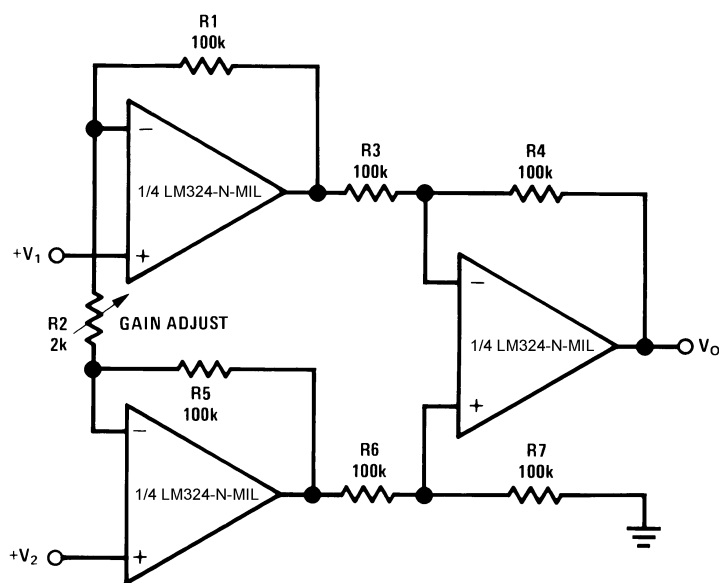 R1
100k
−
1/4 LM324-N-MIL
+
+V1
R3
100k
R4
100k
R2
2k
GAIN ADJUST
−
1/4 LM324-N-MIL
+
VO
R5
100k
−
1/4 LM324-N-MIL
+
+V2
R6
100k
R7
100k